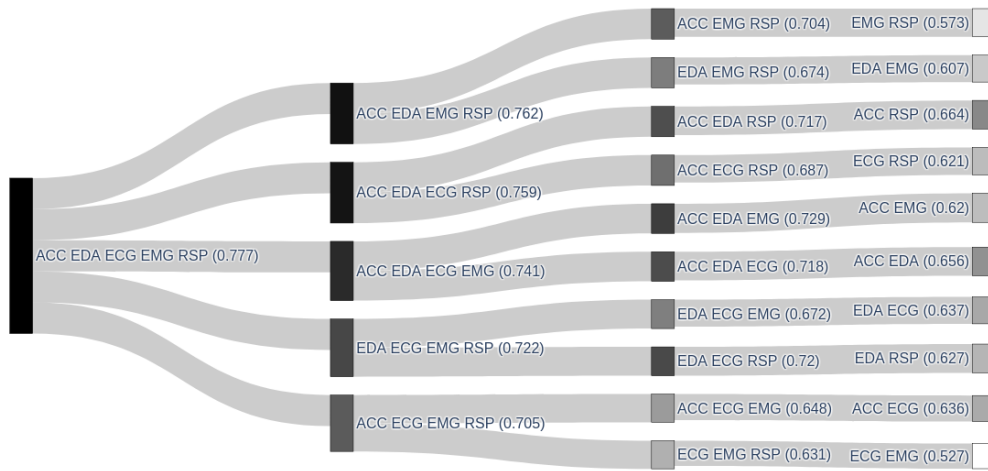 ACC EMG RSP (0.704)
EMG RSP (0.573)
EDA EMG RSP (0.674)
EDA EMG (0.607)
ACC EDA EMG RSP (0.762)
ACC EDA RSP (0.717)
ACC RSP (0.664)
ACC ECG RSP (0.687)
ECG RSP (0.621)
ACC EDA ECG RSP (0.759)
ACC EDA EMG (0.729)
ACC EMG (0.62)
ACC EDA ECG EMG RSP (0.777)
ACC EDA ECG EMG (0.741)
ACC EDA ECG (0.718)
ACC EDA (0.656)
EDA ECG EMG (0.672)
EDA ECG (0.637)
EDA ECG EMG RSP (0.722)
EDA ECG RSP (0.72)
EDA RSP (0.627)
ACC ECG EMG (0.648)
ACC ECG (0.636)
ACC ECG EMG RSP (0.705)
ECG EMG RSP (0.631)
ECG EMG (0.527)